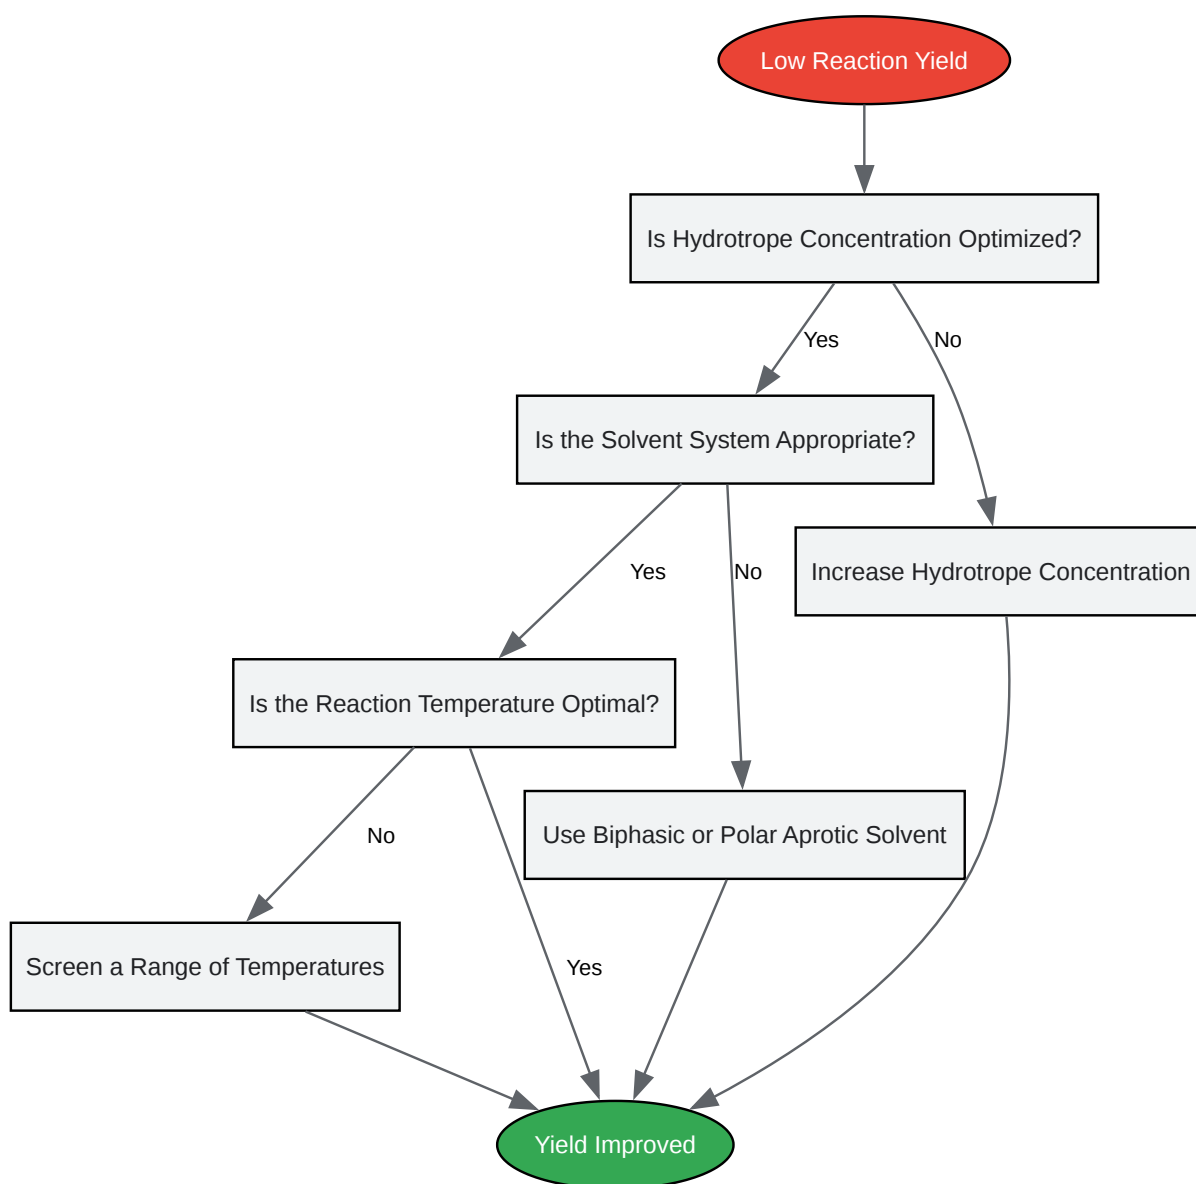 Low Reaction Yield
Is Hydrotrope Concentration Optimized?
Yes
No
Is the Solvent System Appropriate?
Yes
No
Increase Hydrotrope Concentration
Is the Reaction Temperature Optimal?
No
Use Biphasic or Polar Aprotic Solvent
Screen a Range of Temperatures
Yes
Yield Improved